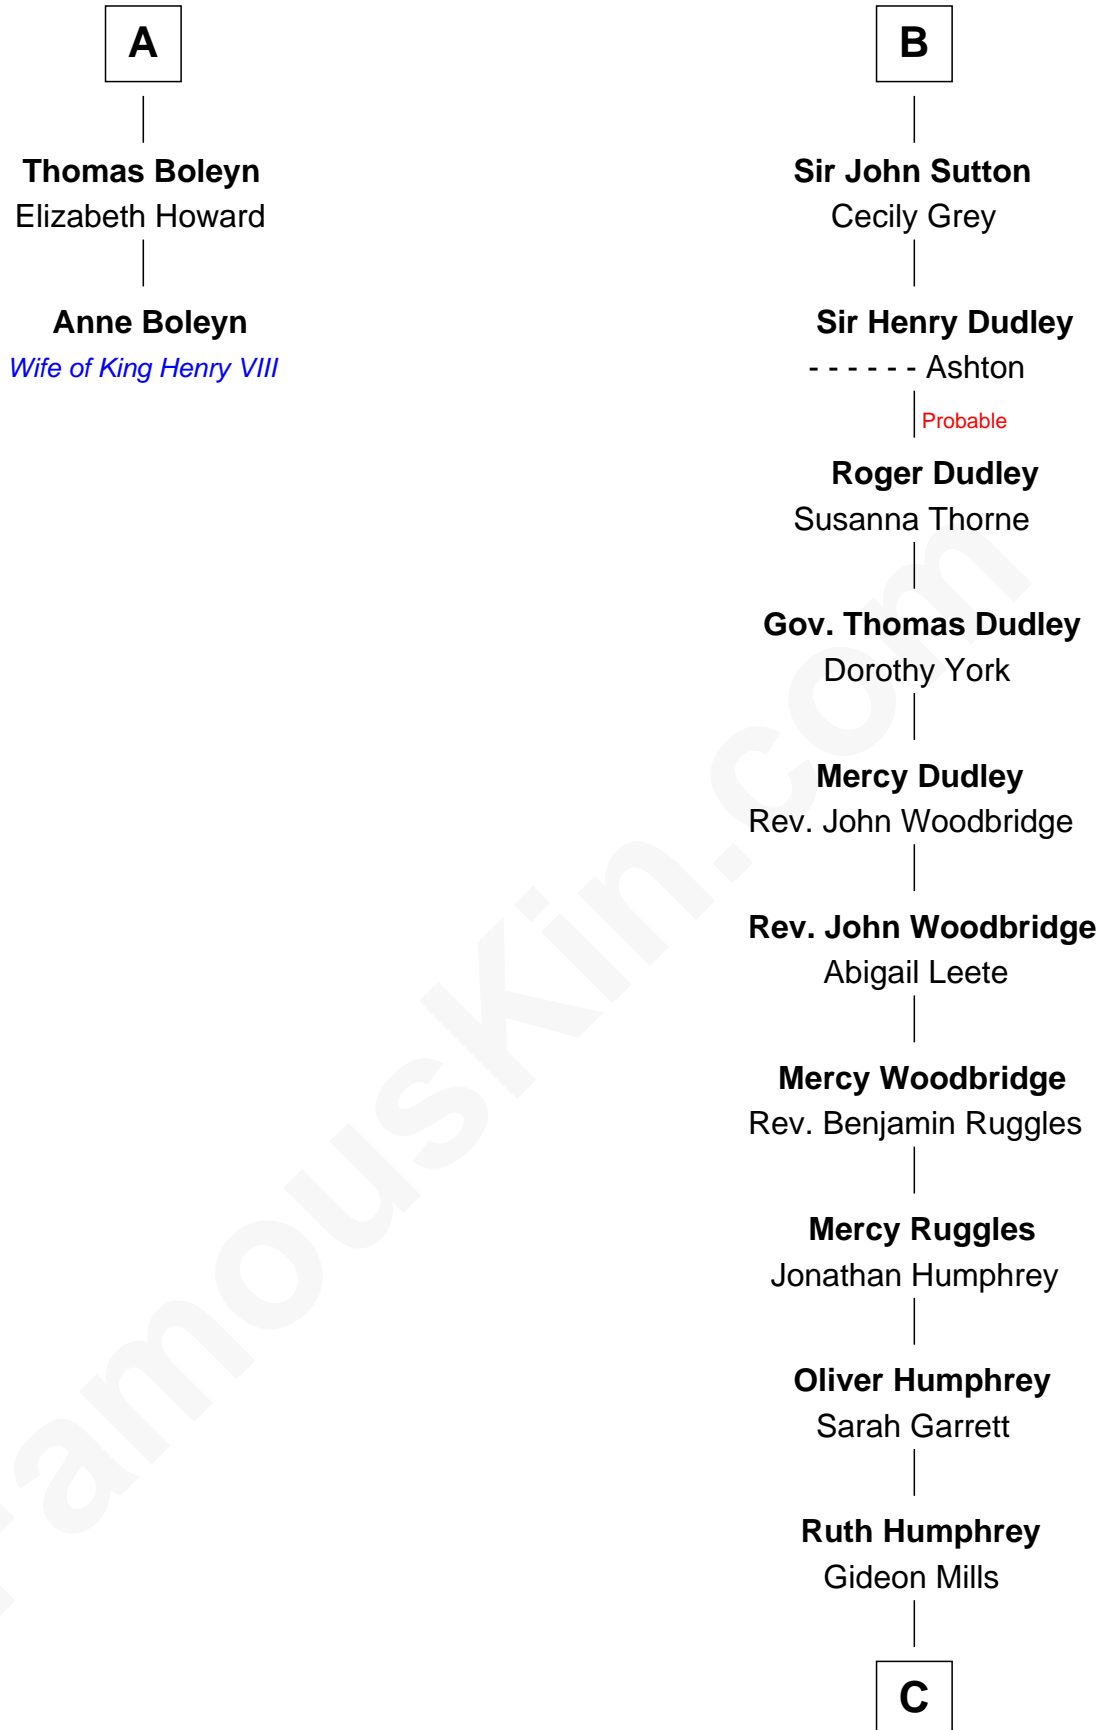 A
Thomas Boleyn
Elizabeth Howard
Anne Boleyn
Wife of King Henry VIII
B
Sir John Sutton
Cecily Grey
Sir Henry Dudley
- - - - - - Ashton
Probable
Roger Dudley
Susanna Thorne
Gov. Thomas Dudley
Dorothy York
Mercy Dudley
Rev. John Woodbridge
Rev. John Woodbridge
Abigail Leete
Mercy Woodbridge
Rev. Benjamin Ruggles
Mercy Ruggles
Jonathan Humphrey
Oliver Humphrey
Sarah Garrett
Ruth Humphrey
Gideon Mills
C
FamousKin.com